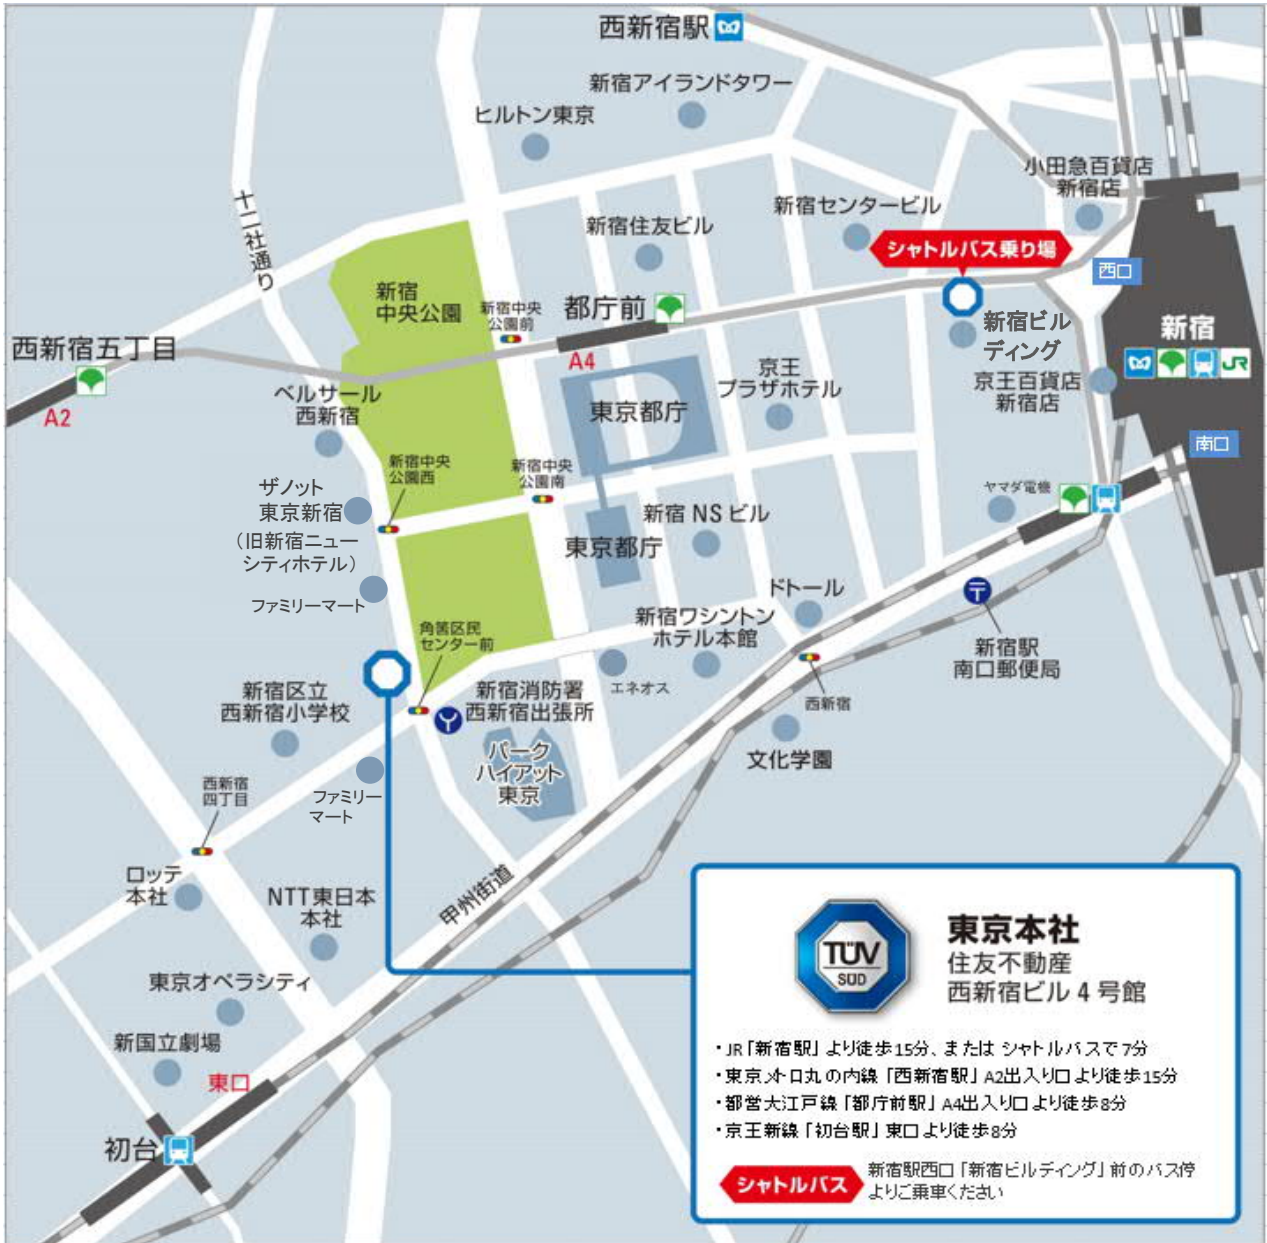 西新宿駅
新宿アイランドタワー
ヒルトン東京
小田急百貨店
新宿店
十二社通り
新宿センタービル
新宿住友ビル
シャトルバス乗り場
西口
新宿
中央公園
新宿中央
公園前
都庁前
新宿ビル
ディング
新宿
JR
西新宿五丁目
A2
A4
ベルサール
西新宿
東京都庁
京王
プラザホテル
京王百貨店
新宿店
南口
新宿中央
公園西
新宿中央
公園南
ザノット
東京新宿
(旧新宿ニュー
シティホテル)
ヤマダ電機
新宿 NS ビル
東京都庁
ファミリーマート
ドトール
新宿ワシントン
ホテル本館
角筈区民
センター前
新宿駅
南口郵便局
エネオス
西新宿
新宿区立
西新宿小学校
新宿消防署
西新宿出張所
パーク
ハイアット
東京
文化学園
西新宿
四丁目
ファミリー
マート
ロッテ
本社
NTT東日本
本社
甲州街道
東京オペラシティ
新国立劇場
東口
初台
TÜV
SÜD
東京本社
住友不動産
西新宿ビル 4 号館
・JR「新宿駅」より徒歩15分、または シャトルバスで7分
・東京メトロ丸の内線「西新宿駅」A2出入り口より徒歩15分
・都営大江戸線「都庁前駅」A4出入り口より徒歩8分
・京王新線「初台駅」東口より徒歩8分
シャトルバス
新宿駅西口「新宿ビルディング」前のバス停
よりご乗車ください